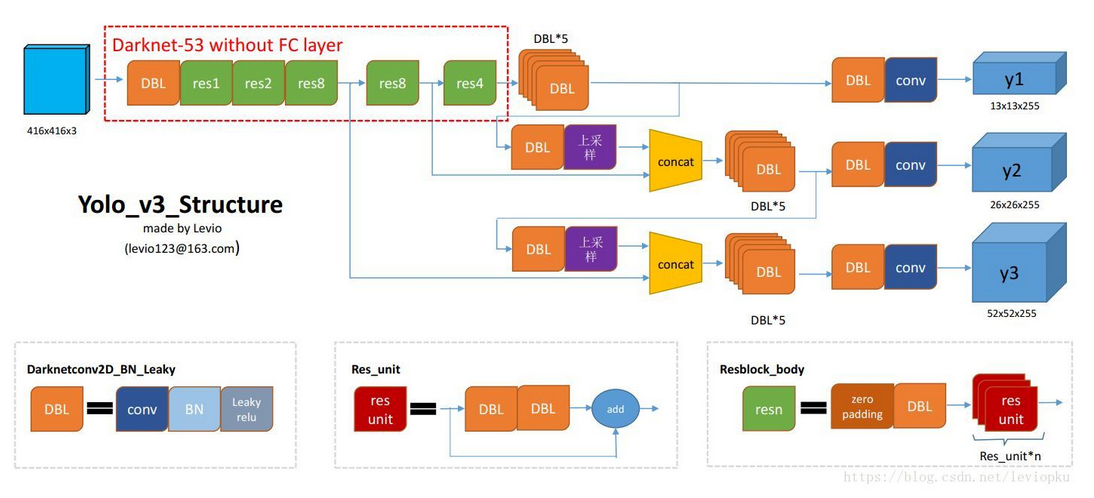 Darknet-53 without FC layer
DBL*5
DBL
res1
res2
res8
res8
res4
DBL
DBL
conv
y1
416x416x3
13x13x255
DBL
上采
样
concat
DBL
DBL
conv
y2
DBL*5
26x26x255
Yolo_v3_Structure
made by Levio
(levio123@163.com)
DBL
上采
样
concat
DBL
DBL
conv
y3
DBL*5
52x52x255
Darknetconv2D_BN_Leaky
DBL
conv
BN
Leaky
relu
Res_unit
res
unit
DBL
DBL
add
Resblock_body
resn
zero
padding
DBL
res
unit
Res_unit*n
https://blog.csdn.net/leviopku